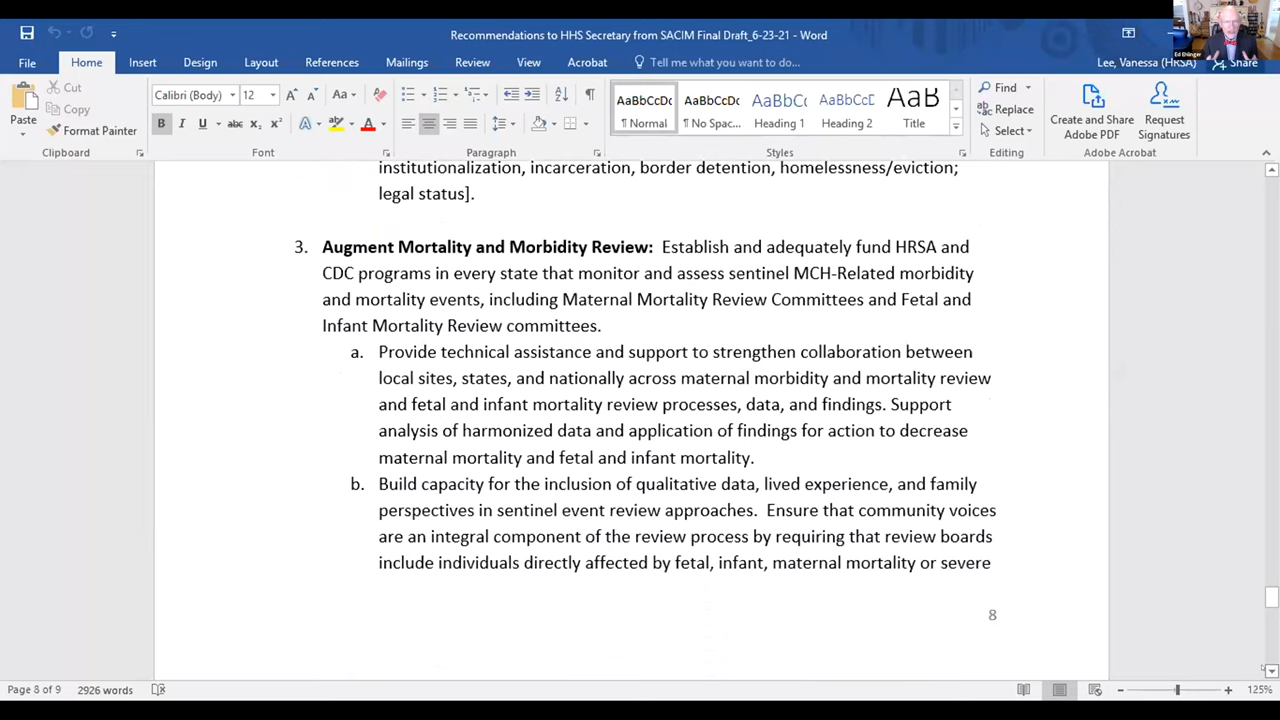 Recommendations to HHS Secretary from SACIM Final Draft_6-23-21 - Word
Ed Ehlinger
File Home Insert Design Layout References Mailings Review View Acrobat Tell me what you want to do... Lee, Vanessa (HRSA) Share
Paste
Cut
Copy
Format Painter
Clipboard
Calibri (Body) 12
Font
Paragraph
AaBbCcDc AaBbCcDc AaBbCc AaBbCcD AaB
¶ Normal ¶ No Spac... Heading 1 Heading 2 Title
Styles
Find
Replace
Select
Editing
Create and Share
Adobe PDF
Request
Signatures
Adobe Acrobat
institutionalization, incarceration, border detention, homelessness/eviction;
legal status].
3. Augment Mortality and Morbidity Review: Establish and adequately fund HRSA and
CDC programs in every state that monitor and assess sentinel MCH-Related morbidity
and mortality events, including Maternal Mortality Review Committees and Fetal and
Infant Mortality Review committees.
a. Provide technical assistance and support to strengthen collaboration between
local sites, states, and nationally across maternal morbidity and mortality review
and fetal and infant mortality review processes, data, and findings. Support
analysis of harmonized data and application of findings for action to decrease
maternal mortality and fetal and infant mortality.
b. Build capacity for the inclusion of qualitative data, lived experience, and family
perspectives in sentinel event review approaches. Ensure that community voices
are an integral component of the review process by requiring that review boards
include individuals directly affected by fetal, infant, maternal mortality or severe
8
Page 8 of 9 2926 words 125%